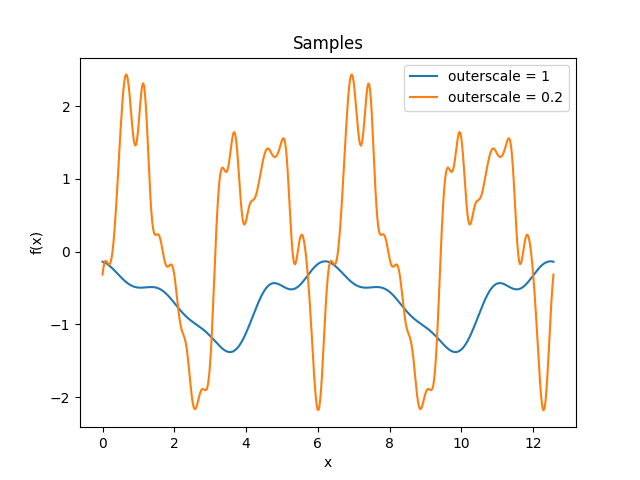 Samples
outerscale = 1
outerscale = 0.2
f(x)
2
1
0
−1
−2
0 2 4 6 8 10 12
x